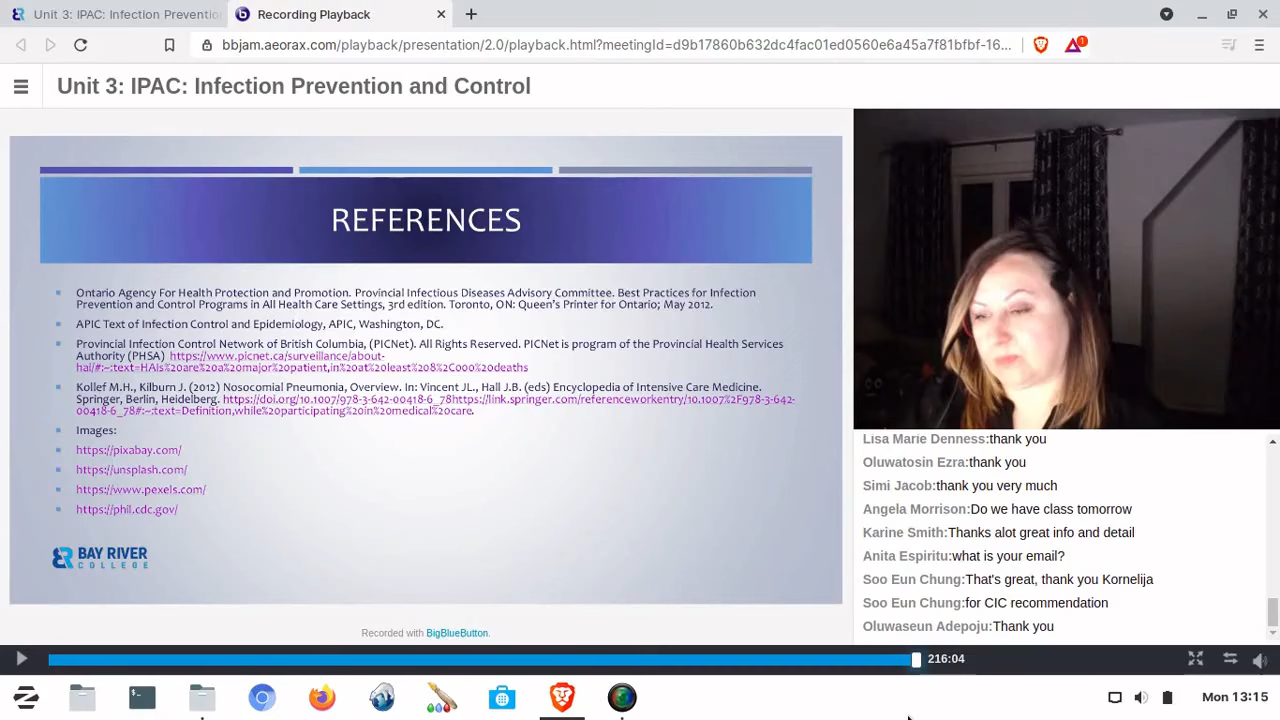 Unit 3: IPAC: Infection Preventio
Recording Playback
bbjam.aeorax.com/playback/presentation/2.0/playback.html?meetingId=d9b17860b632dc4fac01ed0560e6a45a7f81bfbf-16...
1
Unit 3: IPAC: Infection Prevention and Control
REFERENCES
Ontario Agency For Health Protection and Promotion. Provincial Infectious Diseases Advisory Committee. Best Practices for Infection
Prevention and Control Programs in All Health Care Settings, 3rd edition. Toronto, ON: Queen's Printer for Ontario; May 2012.
APIC Text of Infection Control and Epidemiology, APIC, Washington, DC.
Provincial Infection Control Network of British Columbia, (PICNet). All Rights Reserved. PICNet is program of the Provincial Health Services
Authority (PHSA) https://www.picnet.ca/surveillance/about-
hai/#:~:text=HAIs%20are%20a%20major%20patient,in%20at%20least%208%2C000%20deaths
Kollef M.H., Kilburn J. (2012) Nosocomial Pneumonia, Overview. In: Vincent JL., Hall J.B. (eds) Encyclopedia of Intensive Care Medicine.
Springer, Berlin, Heidelberg. https://doi.org/10.1007/978-3-642-00418-6_78https://link.springer.com/referenceworkentry/10.1007%2F978-3-642-
00418-6_78#:~:text=Definition,while%20participating%20in%20medical%20care.
Images:
https://pixabay.com/
https://unsplash.com/
https://www.pexels.com/
https://phil.cdc.gov/
BAY RIVER
COLLEGE
Recorded with BigBlueButton.
Lisa Marie Denness:thank you
Oluwatosin Ezra:thank you
Simi Jacob:thank you very much
Angela Morrison:Do we have class tomorrow
Karine Smith:Thanks alot great info and detail
Anita Espiritu:what is your email?
Soo Eun Chung:That's great, thank you Kornelija
Soo Eun Chung:for CIC recommendation
Oluwaseun Adepoju:Thank you
216:04
Mon 13:15